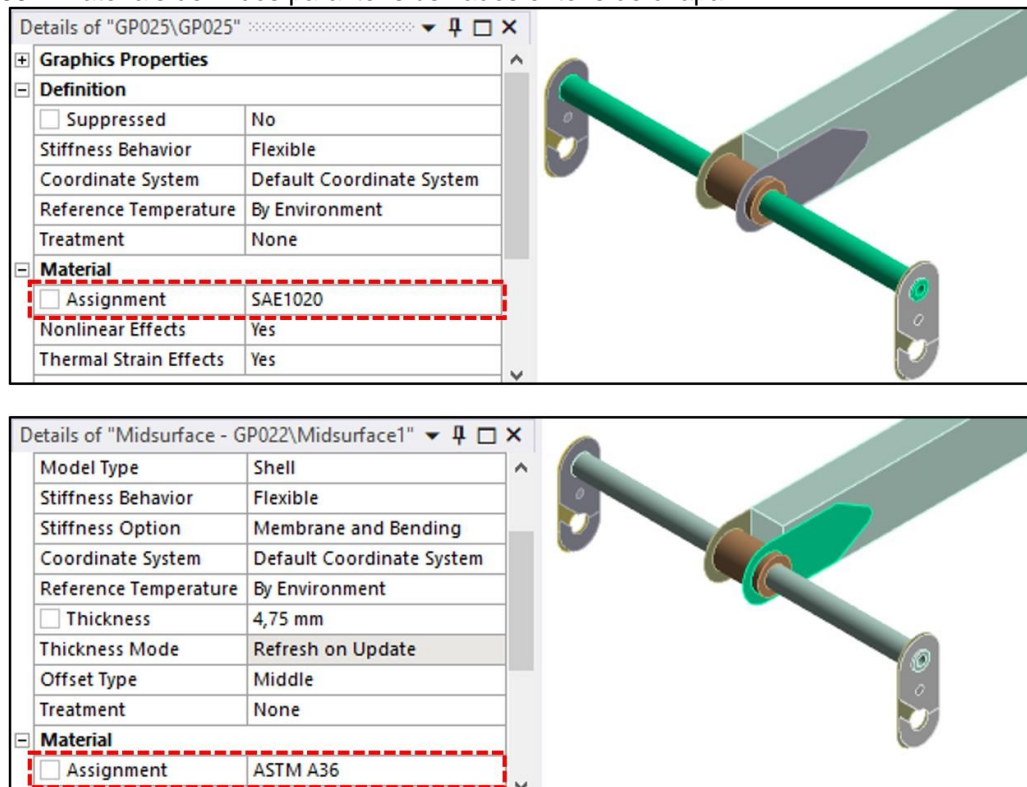 Details of "GP025\GP025"
Graphics Properties
Definition
Suppressed No
Stiffness Behavior Flexible
Coordinate System Default Coordinate System
Reference Temperature By Environment
Treatment None
Material
Assignment SAE1020
Nonlinear Effects Yes
Thermal Strain Effects Yes
Details of "Midsurface - GP022\Midsurface1"
Model Type Shell
Stiffness Behavior Flexible
Stiffness Option Membrane and Bending
Coordinate System Default Coordinate System
Reference Temperature By Environment
Thickness 4,75 mm
Thickness Mode Refresh on Update
Offset Type Middle
Treatment None
Material
Assignment ASTM A36